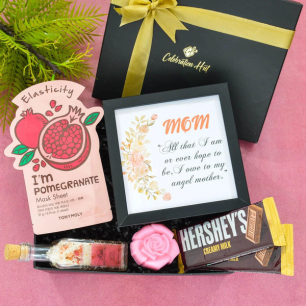 Celebration Hut
Elasticity
I'm
POMEGRANATE
Mask Sheet
TONYMOLY
MOM
"All that I am
or ever hope to
be, I owe to my
angel mother."
HERSHEY'S
CREAMY MILK